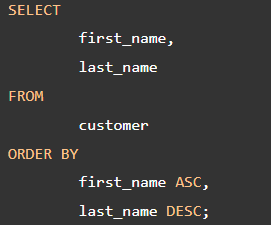 SELECT
first_name,
last_name
FROM
customer
ORDER BY
first_name ASC,
last_name DESC;